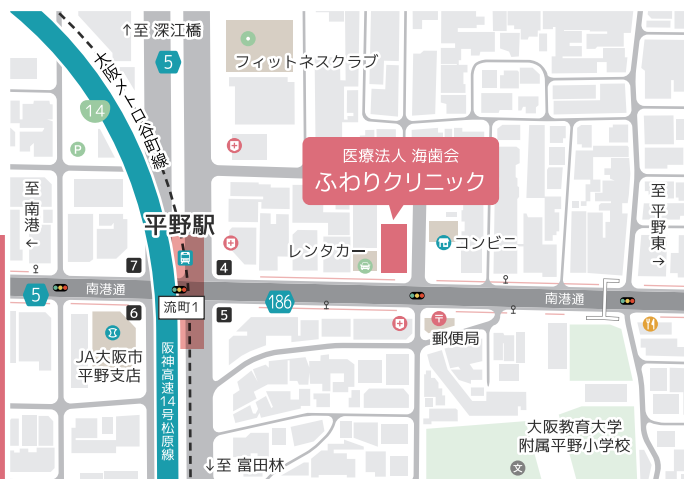 ↑至 深江橋
5
フィットネスクラブ
大阪メトロ谷町線
14
P
医療法人 海歯会
ふわりクリニック
至 南港←
至 平野東→
平野駅
コンビニ
レンタカー
7
4
5
南港通
流町1
186
南港通
6
5
郵便局
JA大阪市
平野支店
阪神高速14号松原線
大阪教育大学
附属平野小学校
文
↓至 富田林